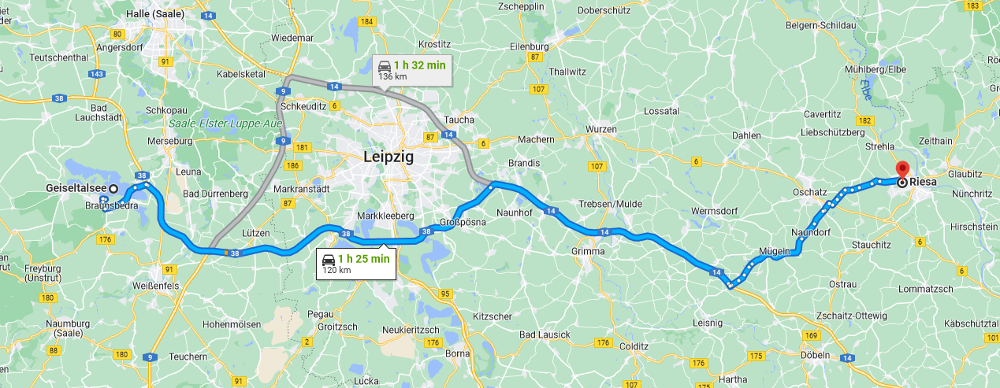 Halle (Saale)
14
184
Doberschütz
183
Zschepplin
Belgern-Schildau
80
Wiedemar
Krostitz
Angersdorf
Eilenburg
87
Teutschenthal
91
1 h 32 min
136 km
Thallwitz
Mühlberg/Elbe
143
Kabelsketal
9
14
107
Elbe
38
Schkeuditz
6
Bad
Lauchstädt
Schkopau
Lossatal
Cavertitz
182
Saale Elster-Luppe-Aue
Taucha
Wurzen
Liebschützberg
Merseburg
9
181
87
14
6
Machern
Dahlen
Strehla
Zeithain
Leipzig
186
Brandis
107
6
Leuna
38
Glaubitz
Geiseltalsee
Markranstädt
Riesa
Bad Dürrenberg
Oschatz
Nünchritz
Braunsbedra
87
Naunhof
14
Trebsen/Mulde
Wermsdorf
Markkleeberg
Großpösna
Hirschstein
176
Lützen
38
38
14
Naundorf
6
Stauchitz
38
Grimma
Mügeln
1 h 25 min
120 km
Freyburg
(Unstrut)
91
14
6
Weißenfels
Ostrau
Lommatzsch
180
95
Pegau
Kitzscher
Leisnig
Zschaitz-Ottewig
Naumburg
(Saale)
Hohenmölsen
Groitzsch
Neukieritzsch
Bad Lausick
169
Käbschütztal
2
176
176
Colditz
101
88
180
9
Teuchern
Borna
176
175
Döbeln
14
91
Lucka
107
175
Hartha